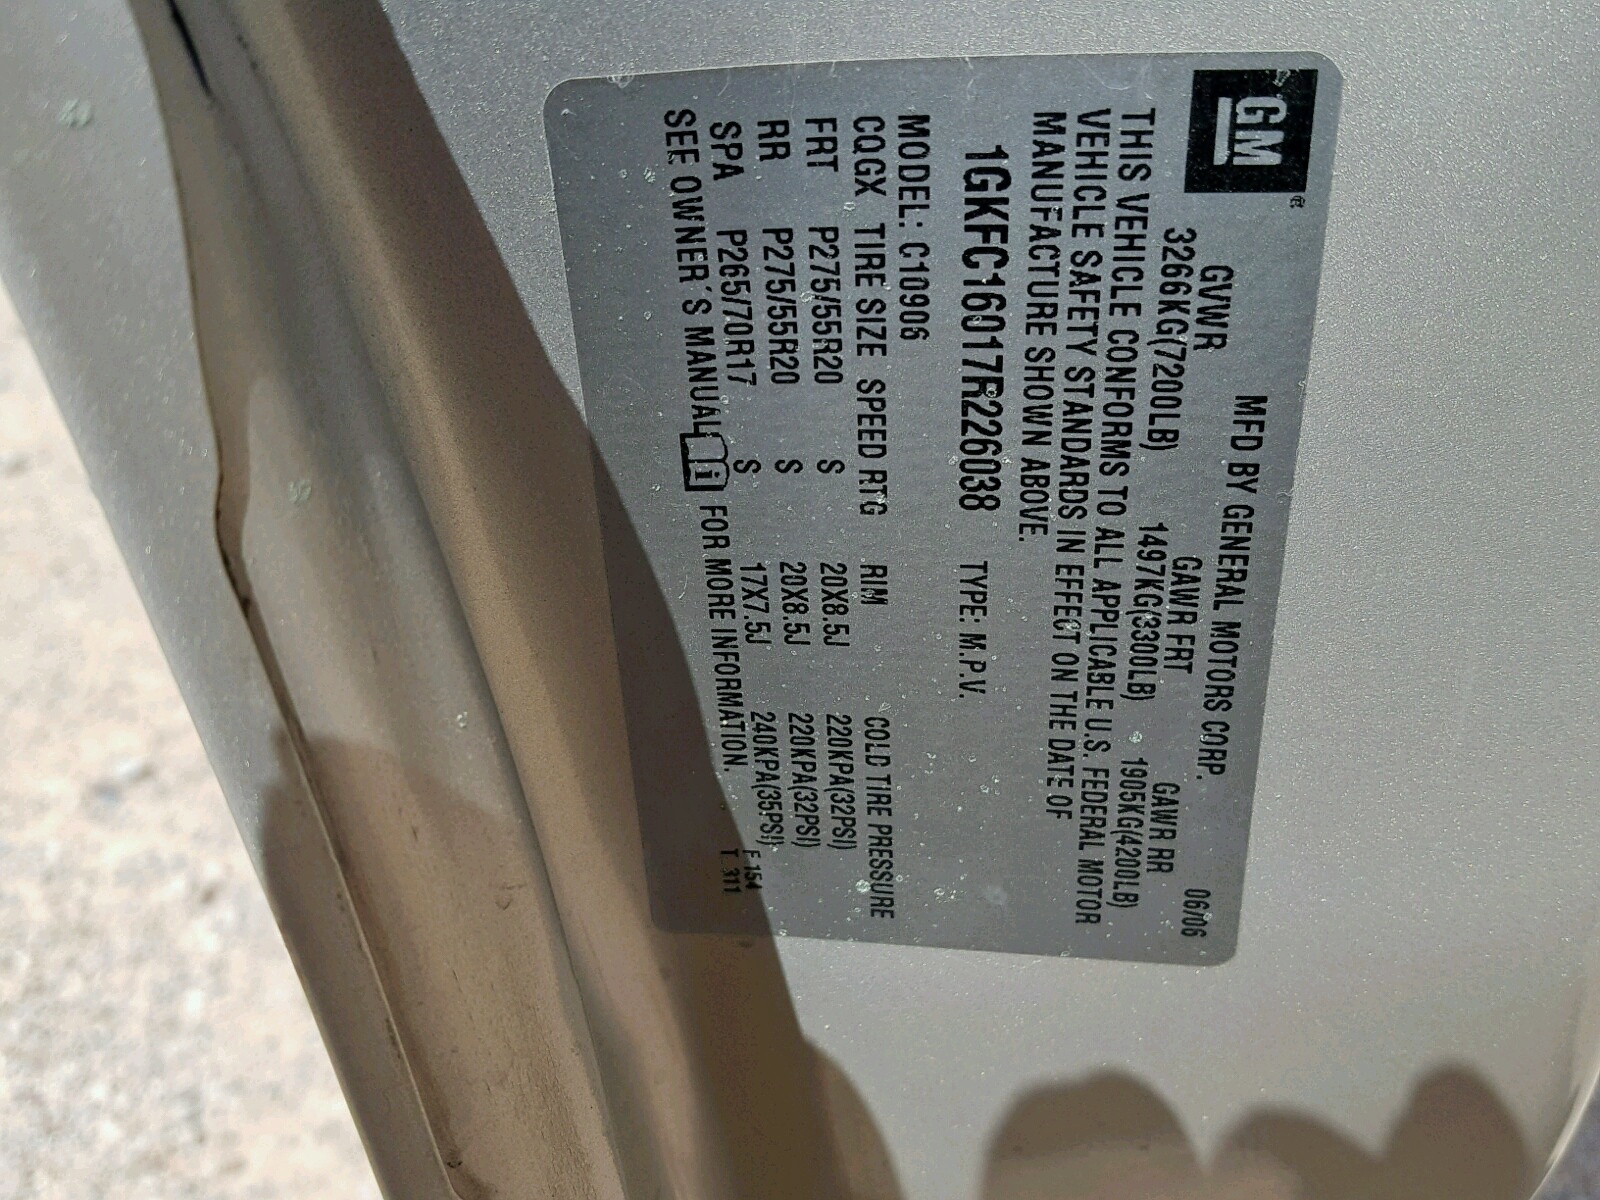 GM ®
MFD BY GENERAL MOTORS CORP. 06/06
GVWR GAWR FRT GAWR RR
3266KG(7200LB) 1497KG(3300LB) 1905KG(4200LB)
THIS VEHICLE CONFORMS TO ALL APPLICABLE U.S. FEDERAL MOTOR
VEHICLE SAFETY STANDARDS IN EFFECT ON THE DATE OF
MANUFACTURE SHOWN ABOVE.
1GKFC16017R226038 TYPE: M.P.V.
MODEL: C10906
CQGX TIRE SIZE SPEED RTG RIM COLD TIRE PRESSURE
FRT P275/55R20 S 20X8.5J 220KPA(32PSI)
RR P275/55R20 S 20X8.5J 220KPA(32PSI)
SPA P265/70R17 S 17X7.5J 240KPA(35PSI)
SEE OWNER'S MANUAL i FOR MORE INFORMATION.
F 154
T 311